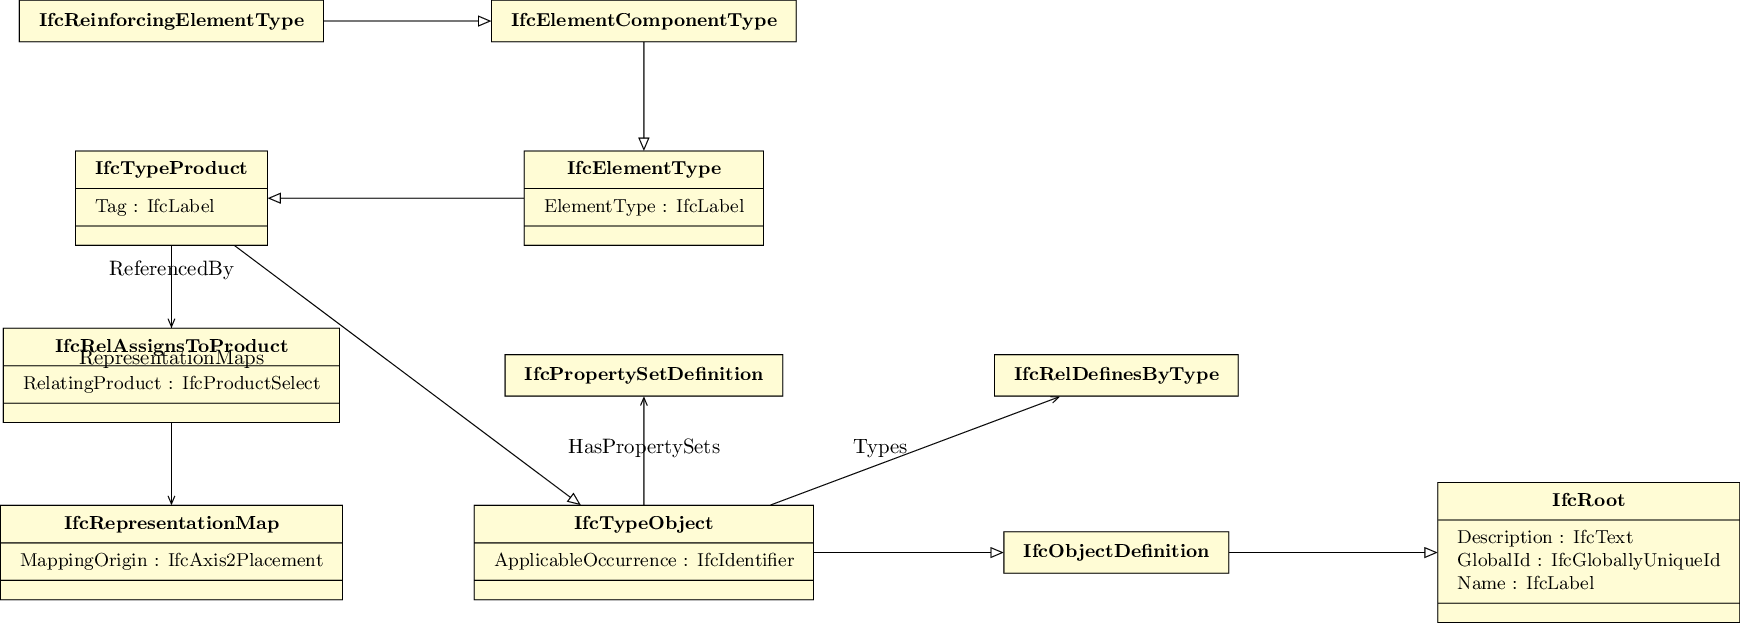 IfcReinforcingElementType
IfcElementComponentType
IfcTypeProduct
Tag : IfcLabel
IfcElementType
ElementType : IfcLabel
ReferencedBy
IfcRelAssignsToProduct
RepresentationMaps
RelatingProduct : IfcProductSelect
IfcPropertySetDefinition
IfcRelDefinesByType
HasPropertySets
Types
IfcRepresentationMap
MappingOrigin : IfcAxis2Placement
IfcTypeObject
ApplicableOccurrence : IfcIdentifier
IfcObjectDefinition
IfcRoot
Description : IfcText
GlobalId : IfcGloballyUniqueId
Name : IfcLabel